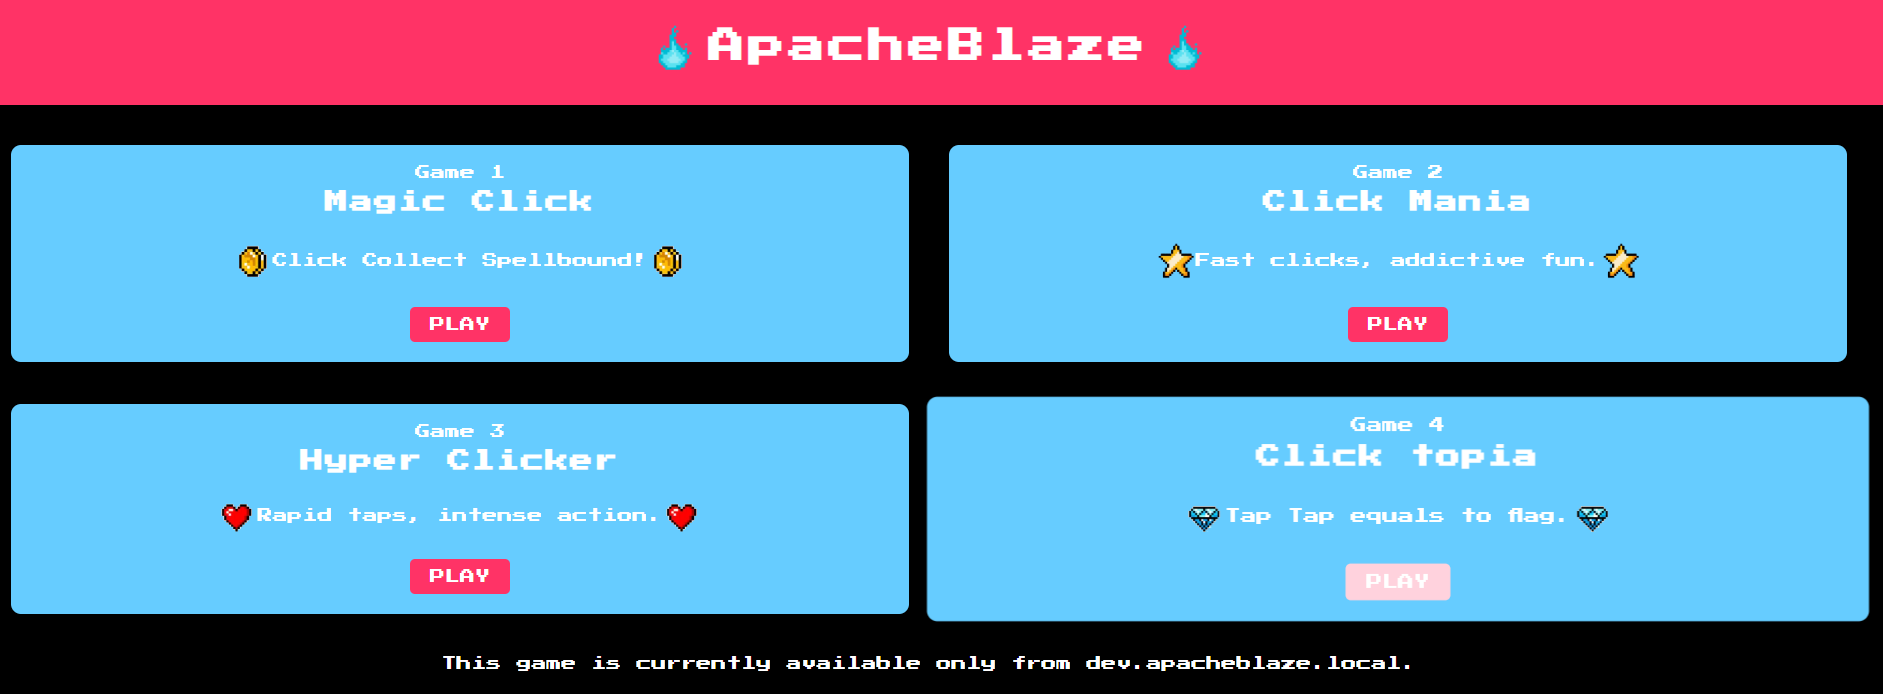 ApacheBlaze
Game 1
Magic Click
Click Collect Spellbound!
PLAY
Game 2
Click Mania
Fast clicks, addictive fun.
PLAY
Game 3
Hyper Clicker
Rapid taps, intense action.
PLAY
Game 4
Click topia
Tap Tap equals to flag.
PLAY
This game is currently available only from dev.apacheblaze.local.